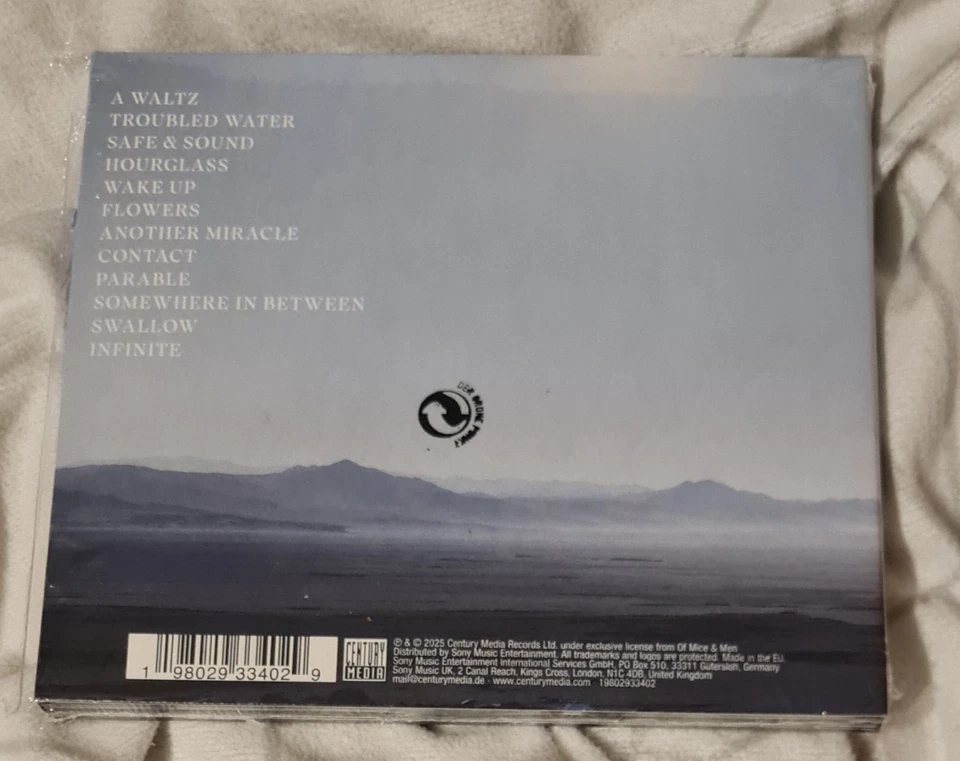 A WALTZ
TROUBLED WATER
SAFE & SOUND
HOURGLASS
WAKE UP
FLOWERS
ANOTHER MIRACLE
CONTACT
PARABLE
SOMEWHERE IN BETWEEN
SWALLOW
INFINITE
DER GRÜNE PUNKT
1 98029 33402 9
CENTURY
MEDIA
℗ & © 2025 Century Media Records Ltd. under exclusive license from Of Mice & Men
Distributed by Sony Music Entertainment. All trademarks and logos are protected. Made in the EU.
Sony Music Entertainment International Services GmbH, PO Box 510, 33311 Gütersloh, Germany
Sony Music UK, 2 Canal Reach, Kings Cross, London, N1C 4DB, United Kingdom
mail@centurymedia.de · www.centurymedia.com · 19802933402